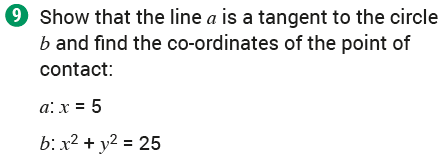 9 Show that the line a is a tangent to the circle
b and find the co-ordinates of the point of
contact:
a: x = 5
b: x² + y² = 25